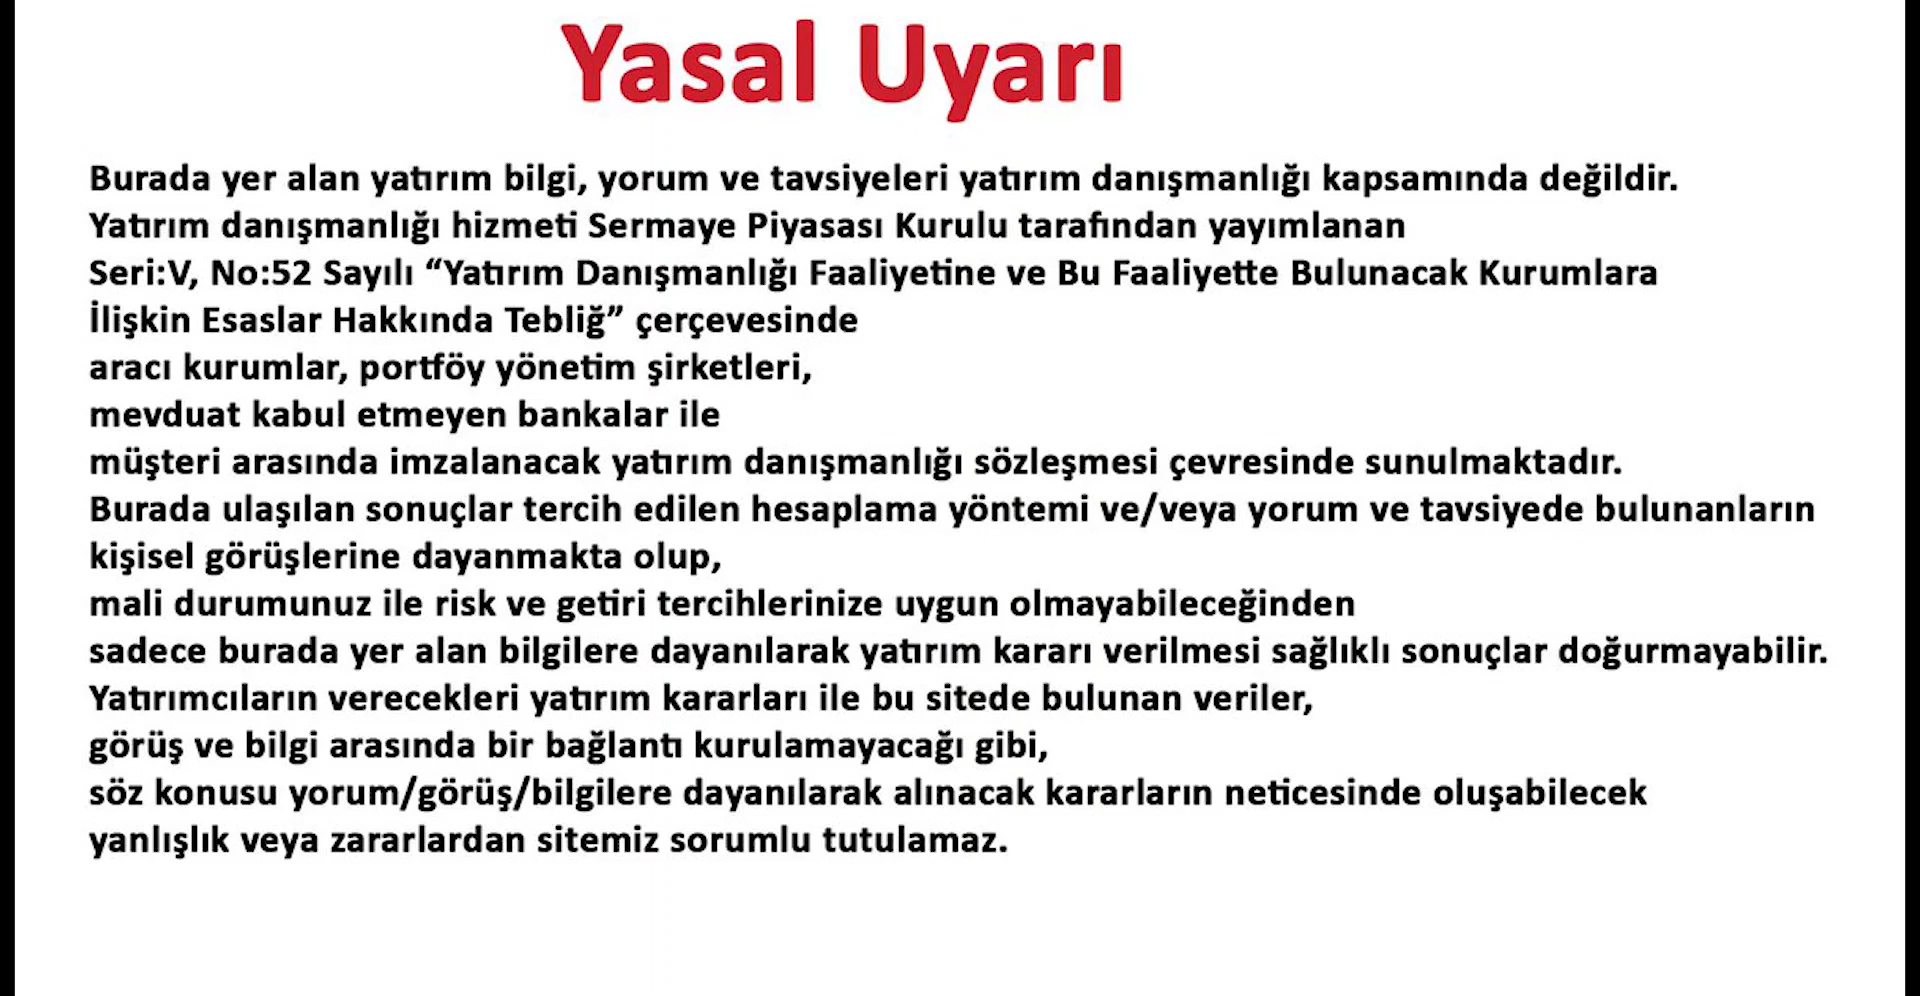 Yasal Uyarı
Burada yer alan yatırım bilgi, yorum ve tavsiyeleri yatırım danışmanlığı kapsamında değildir.
Yatırım danışmanlığı hizmeti Sermaye Piyasası Kurulu tarafından yayımlanan
Seri:V, No:52 Sayılı “Yatırım Danışmanlığı Faaliyetine ve Bu Faaliyette Bulunacak Kurumlara
İlişkin Esaslar Hakkında Tebliğ” çerçevesinde
aracı kurumlar, portföy yönetim şirketleri,
mevduat kabul etmeyen bankalar ile
müşteri arasında imzalanacak yatırım danışmanlığı sözleşmesi çevresinde sunulmaktadır.
Burada ulaşılan sonuçlar tercih edilen hesaplama yöntemi ve/veya yorum ve tavsiyede bulunanların
kişisel görüşlerine dayanmakta olup,
mali durumunuz ile risk ve getiri tercihlerinize uygun olmayabileceğinden
sadece burada yer alan bilgilere dayanılarak yatırım kararı verilmesi sağlıklı sonuçlar doğurmayabilir.
Yatırımcıların verecekleri yatırım kararları ile bu sitede bulunan veriler,
görüş ve bilgi arasında bir bağlantı kurulamayacağı gibi,
söz konusu yorum/görüş/bilgilere dayanılarak alınacak kararların neticesinde oluşabilecek
yanlışlık veya zararlardan sitemiz sorumlu tutulamaz.